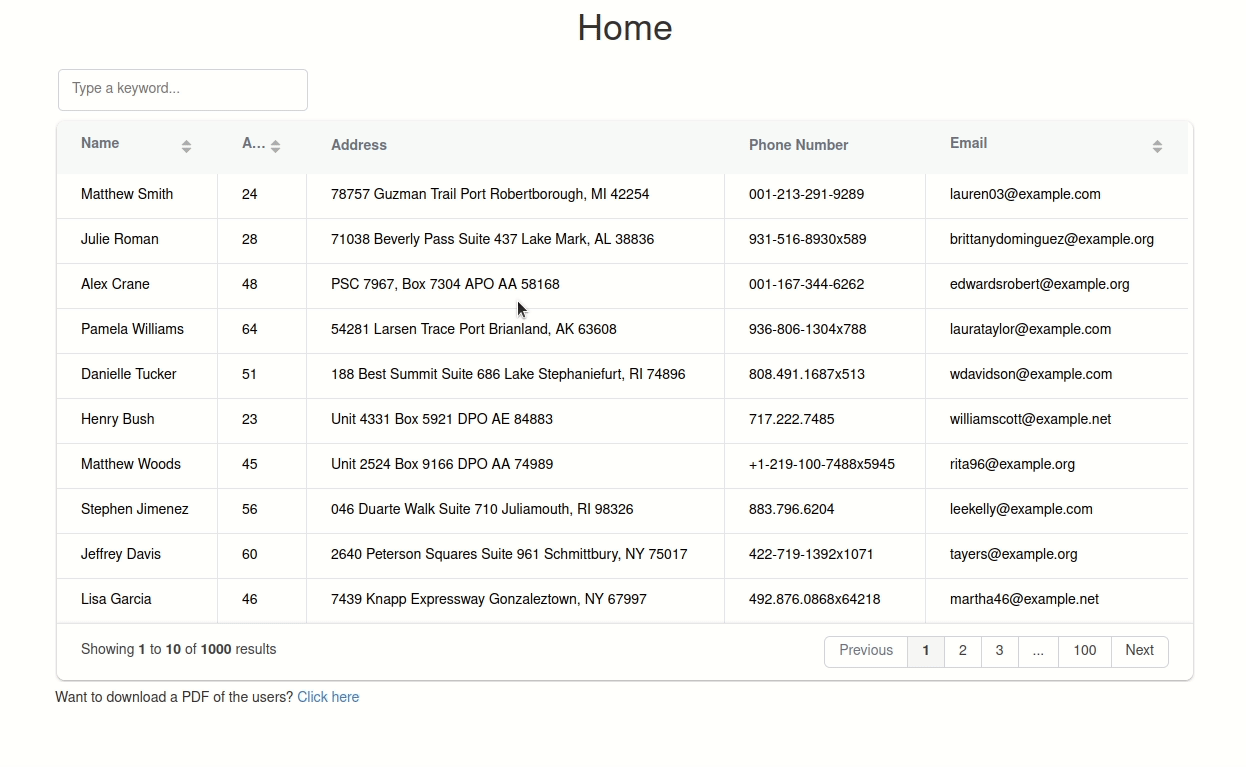 Home
Type a keyword...
Name A... Address Phone Number Email
Matthew Smith 24 78757 Guzman Trail Port Robertborough, MI 42254 001-213-291-9289 lauren03@example.com
Julie Roman 28 71038 Beverly Pass Suite 437 Lake Mark, AL 38836 931-516-8930x589 brittanydominguez@example.org
Alex Crane 48 PSC 7967, Box 7304 APO AA 58168 001-167-344-6262 edwardsrobert@example.org
Pamela Williams 64 54281 Larsen Trace Port Brianland, AK 63608 936-806-1304x788 laurataylor@example.com
Danielle Tucker 51 188 Best Summit Suite 686 Lake Stephaniefurt, RI 74896 808.491.1687x513 wdavidson@example.com
Henry Bush 23 Unit 4331 Box 5921 DPO AE 84883 717.222.7485 williamscott@example.net
Matthew Woods 45 Unit 2524 Box 9166 DPO AA 74989 +1-219-100-7488x5945 rita96@example.org
Stephen Jimenez 56 046 Duarte Walk Suite 710 Juliamouth, RI 98326 883.796.6204 leekelly@example.com
Jeffrey Davis 60 2640 Peterson Squares Suite 961 Schmittbury, NY 75017 422-719-1392x1071 tayers@example.org
Lisa Garcia 46 7439 Knapp Expressway Gonzaleztown, NY 67997 492.876.0868x64218 martha46@example.net
Showing 1 to 10 of 1000 results Previous 1 2 3 ... 100 Next
Want to download a PDF of the users? Click here